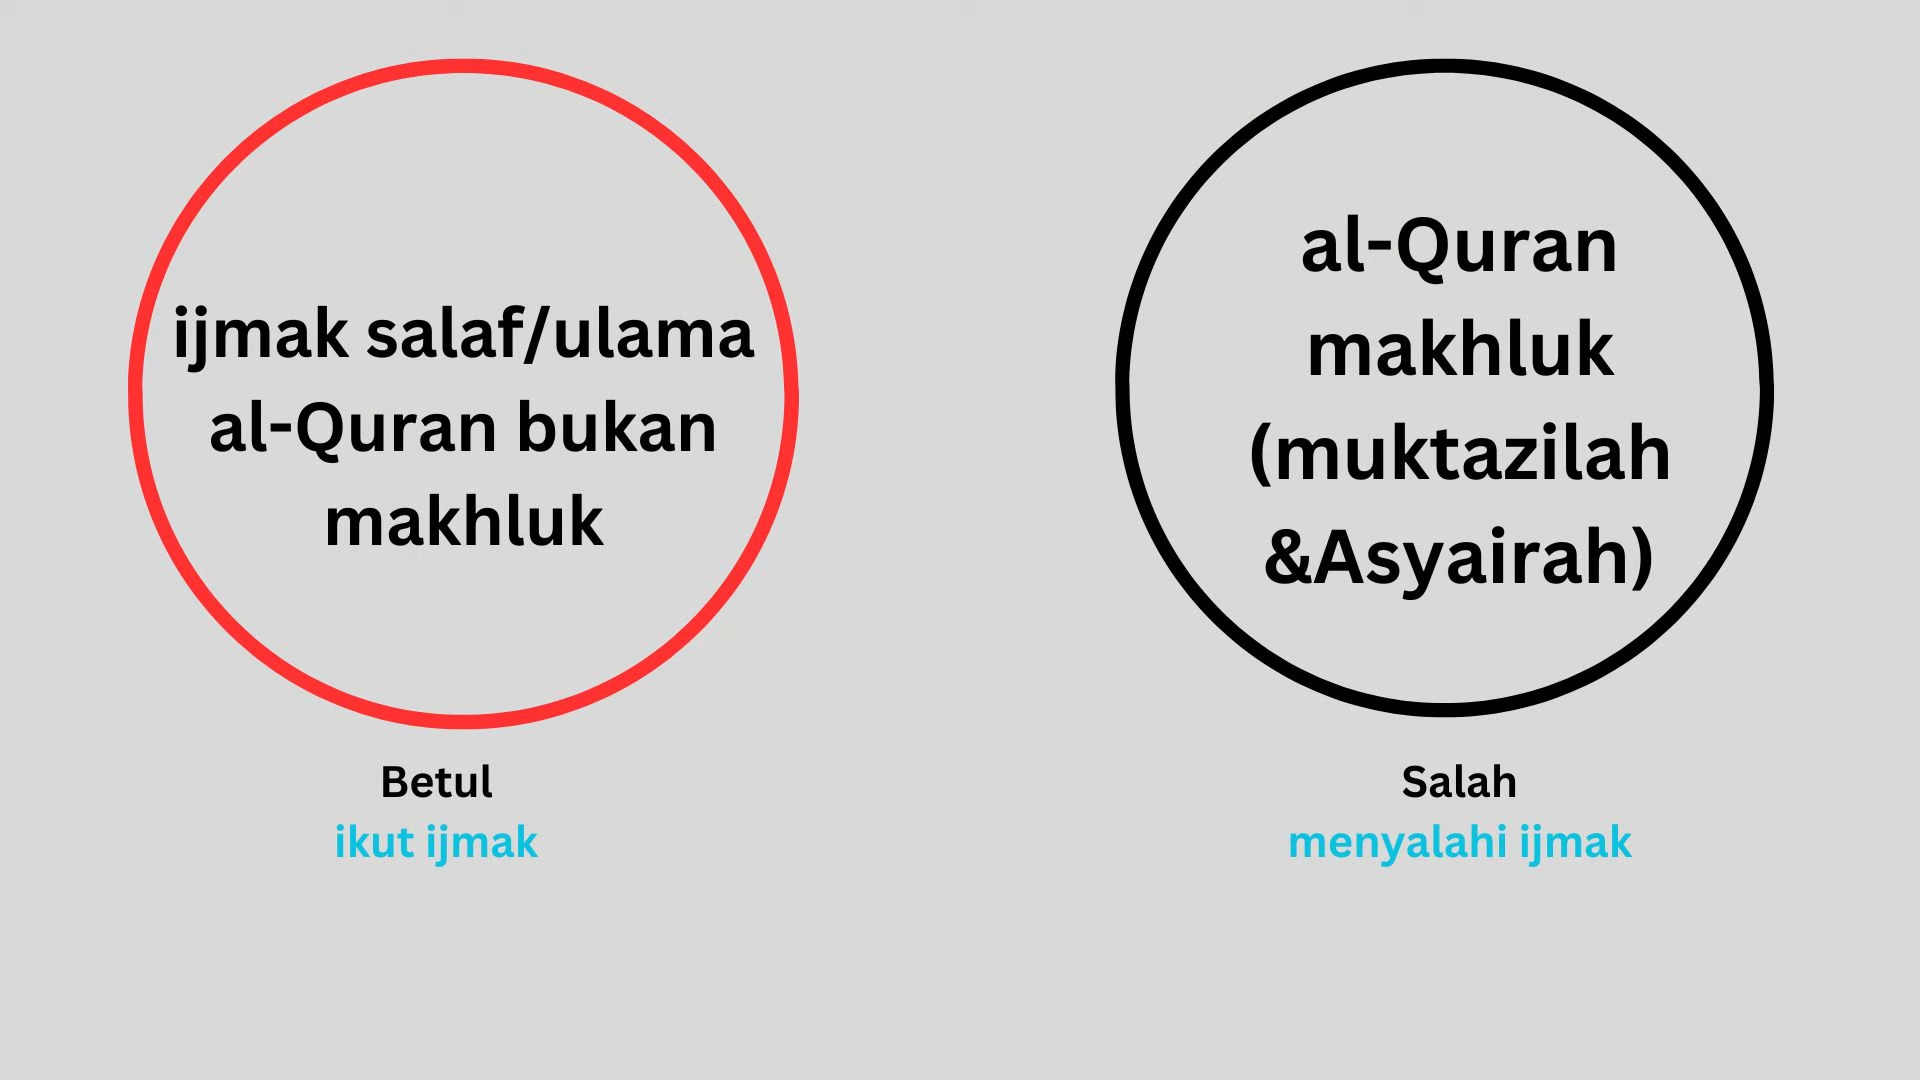 ijmak salaf/ulama
al-Quran bukan
makhluk
Betul
ikut ijmak
al-Quran
makhluk
(muktazilah
&Asyairah)
Salah
menyalahi ijmak